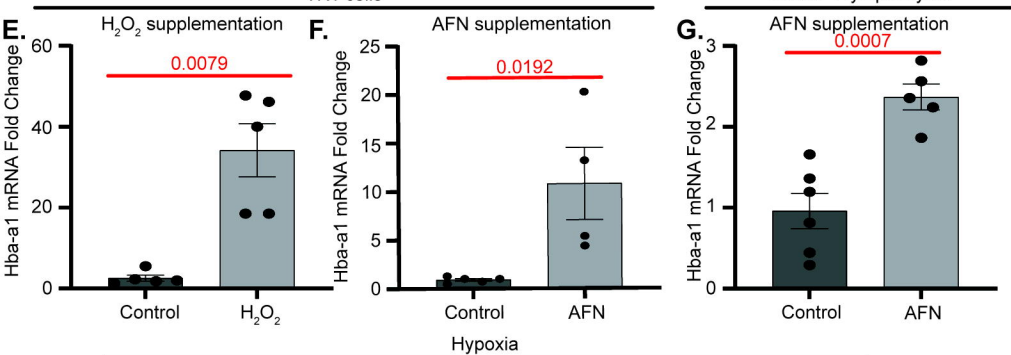 E. H2O2 supplementation
Hba-a1 mRNA Fold Change
60
40
20
0
0.0079
Control
H2O2
F. AFN supplementation
Hba-a1 mRNA Fold Change
25
20
15
10
5
0
0.0192
Control
AFN
Hypoxia
G. AFN supplementation
Hba-a1 mRNA Fold Change
3
2
1
0
0.0007
Control
AFN